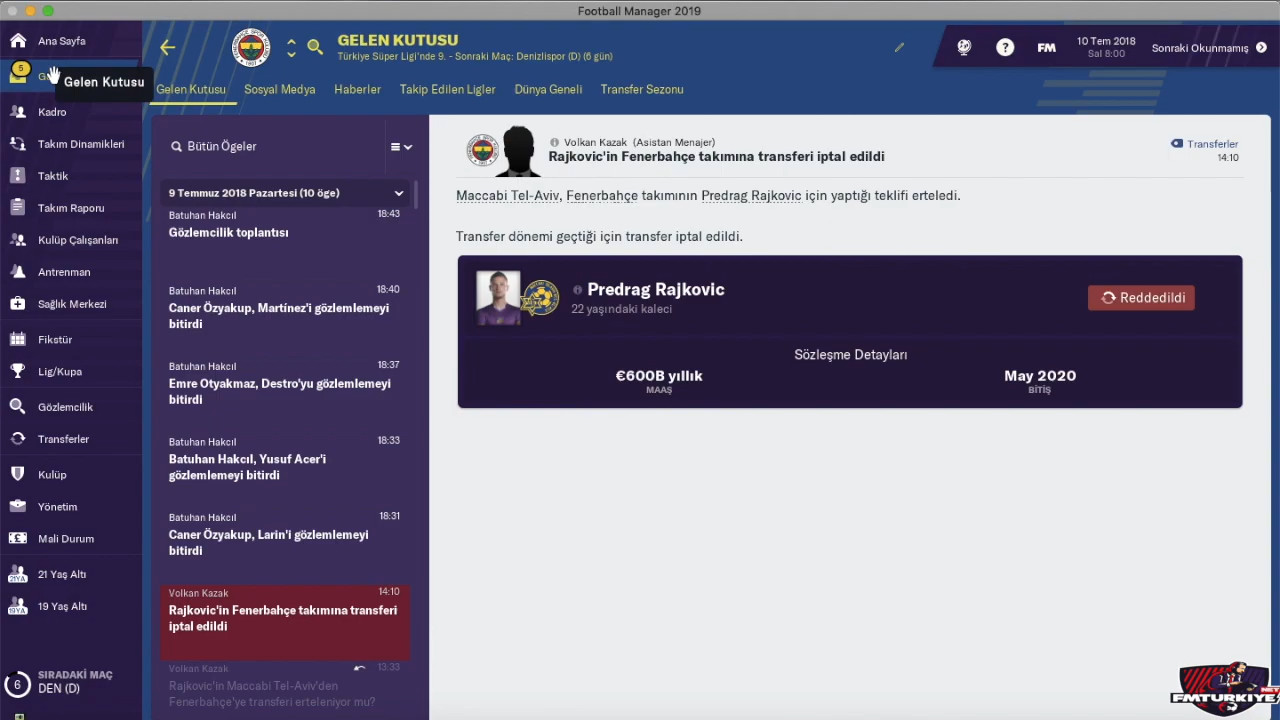 Football Manager 2019
Ana Sayfa
5
Gelen Kutusu
Kadro
Takım Dinamikleri
Taktik
Takım Raporu
Kulüp Çalışanları
Antrenman
Sağlık Merkezi
Fikstür
Lig/Kupa
Gözlemcilik
Transferler
Kulüp
Yönetim
Mali Durum
21YA 21 Yaş Altı
19YA 19 Yaş Altı
6 SIRADAKİ MAÇ
DEN (D)
GELEN KUTUSU
Türkiye Süper Ligi'nde 9. - Sonraki Maç: Denizlispor (D) (6 gün)
FM
10 Tem 2018
Sal 8:00
Sonraki Okunmamış
Gelen Kutusu Sosyal Medya Haberler Takip Edilen Ligler Dünya Geneli Transfer Sezonu
Bütün Ögeler
9 Temmuz 2018 Pazartesi (10 öge)
Batuhan Hakcıl 18:43
Gözlemcilik toplantısı
Batuhan Hakcıl 18:40
Caner Özyakup, Martínez'i gözlemlemeyi
bitirdi
Batuhan Hakcıl 18:37
Emre Otyakmaz, Destro'yu gözlemlemeyi
bitirdi
Batuhan Hakcıl 18:33
Batuhan Hakcıl, Yusuf Acer'i
gözlemlemeyi bitirdi
Batuhan Hakcıl 18:31
Caner Özyakup, Larin'i gözlemlemeyi
bitirdi
Volkan Kazak 14:10
Rajkovic'in Fenerbahçe takımına transferi
iptal edildi
Volkan Kazak 13:33
Rajkovic'in Maccabi Tel-Aviv'den
Fenerbahçe'ye transferi erteleniyor mu?
Volkan Kazak (Asistan Menajer)
Rajkovic'in Fenerbahçe takımına transferi iptal edildi
Transferler
14:10
Maccabi Tel-Aviv, Fenerbahçe takımının Predrag Rajkovic için yaptığı teklifi erteledi.
Transfer dönemi geçtiği için transfer iptal edildi.
Predrag Rajkovic
22 yaşındaki kaleci
Reddedildi
Sözleşme Detayları
€600B yıllık
MAAŞ
May 2020
BİTİŞ
FMTURKIYE.NET